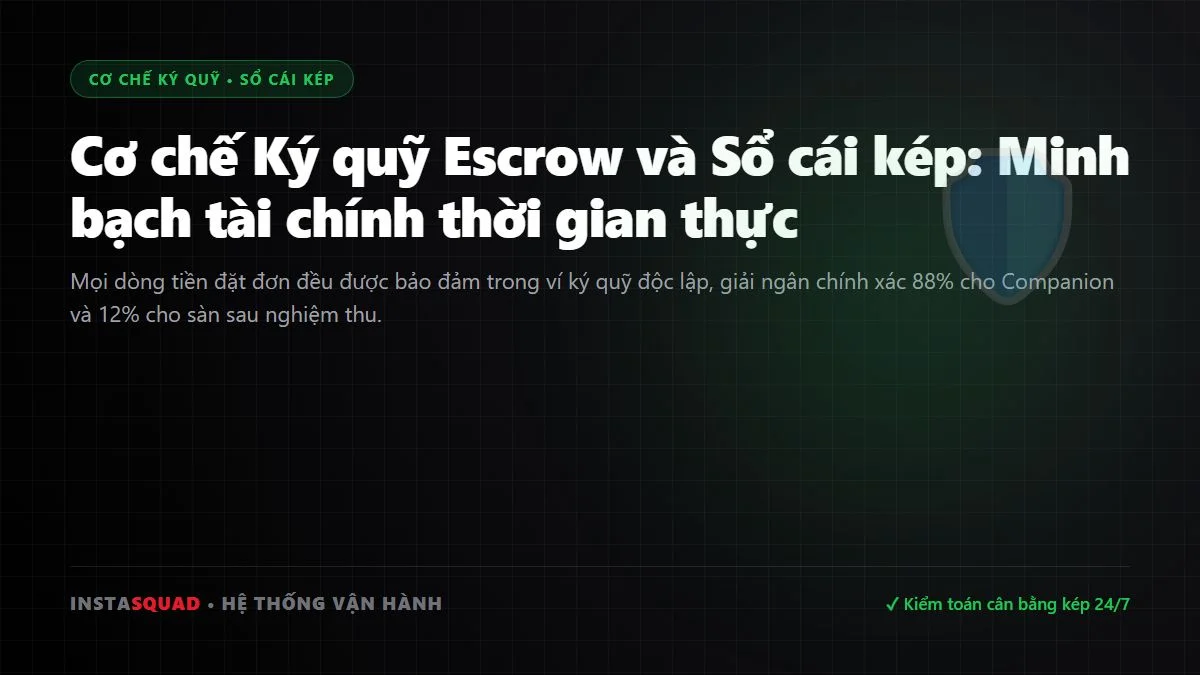 CƠ CHẾ KÝ QUỸ • SỔ CÁI KÉP
Cơ chế Ký quỹ Escrow và Sổ cái kép: Minh
bạch tài chính thời gian thực
Mọi dòng tiền đặt đơn đều được bảo đảm trong ví ký quỹ độc lập, giải ngân chính xác 88% cho Companion
và 12% cho sàn sau nghiệm thu.
INSTASQUAD • HỆ THỐNG VẬN HÀNH
✓ Kiểm toán cân bằng kép 24/7